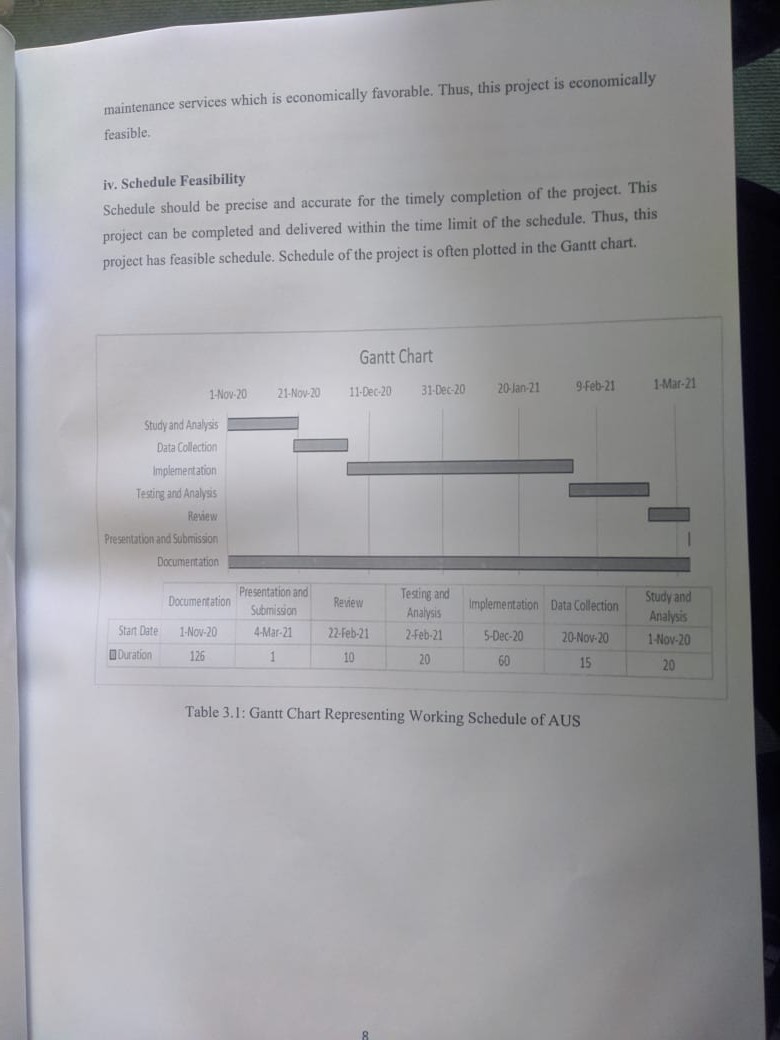 maintenance services which is economically favorable. Thus, this project is economically
feasible.
iv. Schedule Feasibility
Schedule should be precise and accurate for the timely completion of the project. This
project can be completed and delivered within the time limit of the schedule. Thus, this
project has feasible schedule. Schedule of the project is often plotted in the Gantt chart.
Gantt Chart
1-Nov-20 21-Nov-20 11-Dec-20 31-Dec-20 20-Jan-21 9-Feb-21 1-Mar-21
Study and Analysis
Data Collection
Implementation
Testing and Analysis
Review
Presentation and Submission
Documentation
Documentation Presentation and Submission Review Testing and Analysis Implementation Data Collection Study and Analysis
Start Date 1-Nov-20 4-Mar-21 22-Feb-21 2-Feb-21 5-Dec-20 20-Nov-20 1-Nov-20
Duration 126 1 10 20 60 15 20
Table 3.1: Gantt Chart Representing Working Schedule of AUS
8